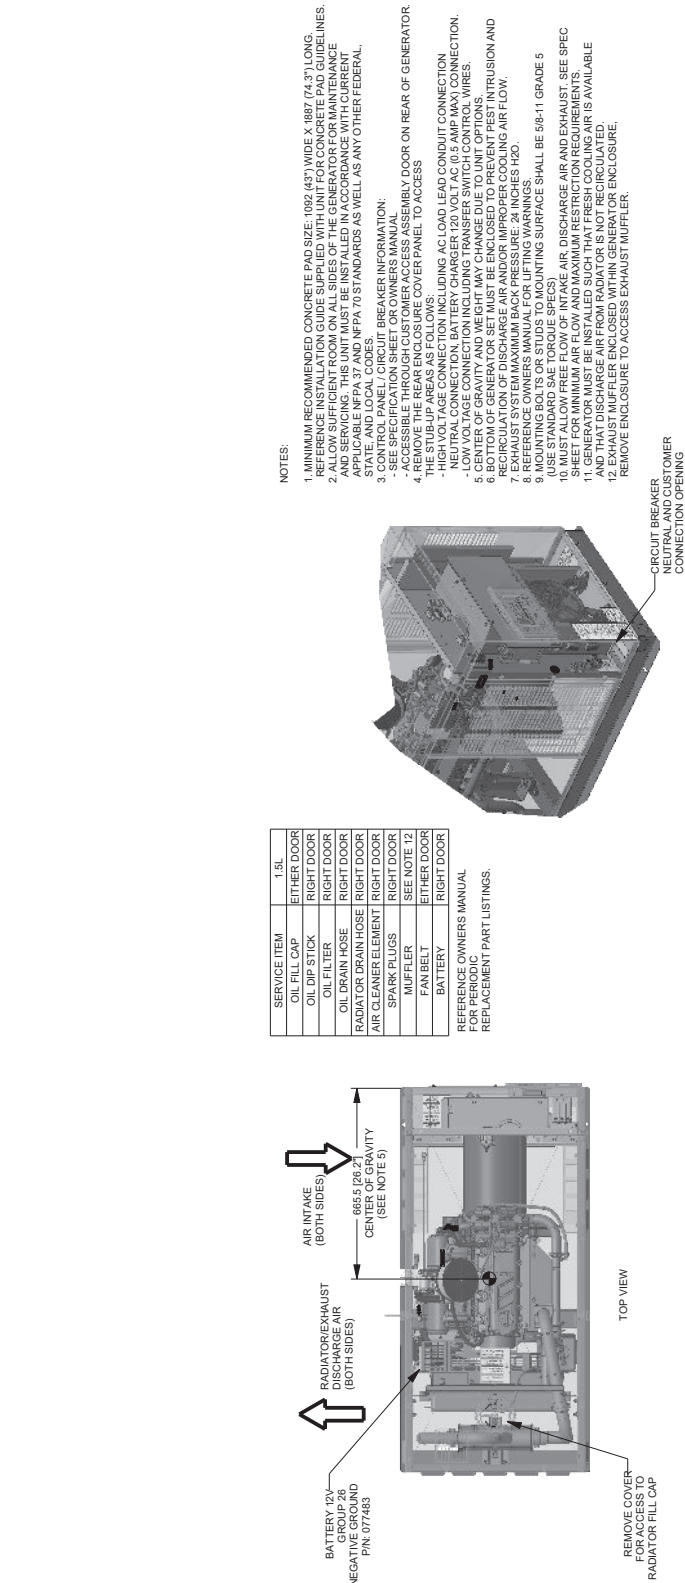 BATTERY 12V
GROUP 26
NEGATIVE GROUND
P/N: 077483
RADIATOR/EXHAUST
DISCHARGE AIR
(BOTH SIDES)
AIR INTAKE
(BOTH SIDES)
665.5 [26.2"]
CENTER OF GRAVITY
(SEE NOTE 5)
REMOVE COVER
FOR ACCESS TO
RADIATOR FILL CAP
TOP VIEW
SERVICE ITEM 1.5L
OIL FILL CAP EITHER DOOR
OIL DIP STICK RIGHT DOOR
OIL FILTER RIGHT DOOR
OIL DRAIN HOSE RIGHT DOOR
RADIATOR DRAIN HOSE RIGHT DOOR
AIR CLEANER ELEMENT RIGHT DOOR
SPARK PLUGS RIGHT DOOR
MUFFLER SEE NOTE 12
FAN BELT EITHER DOOR
BATTERY RIGHT DOOR
REFERENCE OWNERS MANUAL
FOR PERIODIC
REPLACEMENT PART LISTINGS.
CIRCUIT BREAKER
NEUTRAL AND CUSTOMER
CONNECTION OPENING
NOTES:
1. MINIMUM RECOMMENDED CONCRETE PAD SIZE: 1092 (43") WIDE X 1887 (74.3") LONG.
REFERENCE INSTALLATION GUIDE SUPPLIED WITH UNIT FOR CONCRETE PAD GUIDELINES.
2. ALLOW SUFFICIENT ROOM ON ALL SIDES OF THE GENERATOR FOR MAINTENANCE
AND SERVICING. THIS UNIT MUST BE INSTALLED IN ACCORDANCE WITH CURRENT
APPLICABLE NFPA 37 AND NFPA 70 STANDARDS AS WELL AS ANY OTHER FEDERAL,
STATE, AND LOCAL CODES.
3. CONTROL PANEL / CIRCUIT BREAKER INFORMATION:
- SEE SPECIFICATION SHEET OR OWNERS MANUAL
- ACCESSIBLE THROUGH CUSTOMER ACCESS ASSEMBLY DOOR ON REAR OF GENERATOR.
4. REMOVE THE REAR ENCLOSURE COVER PANEL TO ACCESS
THE STUB-UP AREAS AS FOLLOWS:
- HIGH VOLTAGE CONNECTION INCLUDING AC LOAD LEAD CONDUIT CONNECTION
NEUTRAL CONNECTION, BATTERY CHARGER 120 VOLT AC (0.5 AMP MAX) CONNECTION.
- LOW VOLTAGE CONNECTION INCLUDING TRANSFER SWITCH CONTROL WIRES.
5. CENTER OF GRAVITY AND WEIGHT MAY CHANGE DUE TO UNIT OPTIONS.
6. BOTTOM OF GENERATOR SET MUST BE ENCLOSED TO PREVENT PEST INTRUSION AND
RECIRCULATION OF DISCHARGE AIR AND/OR IMPROPER COOLING AIR FLOW.
7. EXHAUST SYSTEM MAXIMUM BACK PRESSURE: 24 INCHES H2O.
8. REFERENCE OWNERS MANUAL FOR LIFTING WARNINGS.
9. MOUNTING BOLTS OR STUDS TO MOUNTING SURFACE SHALL BE 5/8-11 GRADE 5
(USE STANDARD SAE TORQUE SPECS)
10. MUST ALLOW FREE FLOW OF INTAKE AIR, DISCHARGE AIR AND EXHAUST. SEE SPEC
SHEET FOR MINIMUM AIR FLOW AND MAXIMUM RESTRICTION REQUIREMENTS.
11. GENERATOR MUST BE INSTALLED SUCH THAT FRESH COOLING AIR IS AVAILABLE
AND THAT DISCHARGE AIR FROM RADIATOR IS NOT RECIRCULATED.
12. EXHAUST MUFFLER ENCLOSED WITHIN GENERATOR ENCLOSURE,
REMOVE ENCLOSURE TO ACCESS EXHAUST MUFFLER.